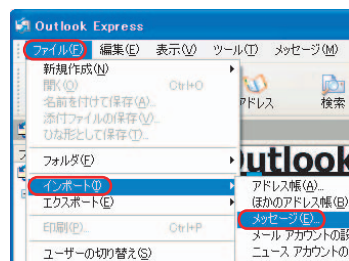 Outlook Express
ファイル(F) 編集(E) 表示(V) ツール(T) メッセージ(M)
新規作成(N)
開く(O) Ctrl+O
名前を付けて保存(A)...
添付ファイルの保存(V)...
ひな形として保存(T)...
ドレス 検索
フォルダ(F)
utlook
インポート(I) アドレス帳(A)...
エクスポート(E) ほかのアドレス帳(B)
メッセージ(E)...
印刷(P)... Ctrl+P メール アカウントの設
ユーザーの切り替え(S) ニュース アカウントの